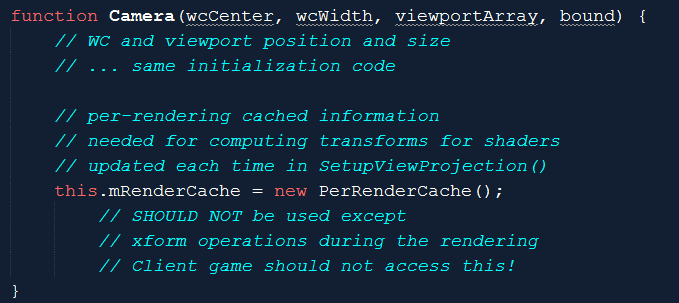 function Camera(wcCenter, wcWidth, viewportArray, bound) {
// WC and viewport position and size
// ... same initialization code
// per-rendering cached information
// needed for computing transforms for shaders
// updated each time in SetupViewProjection()
this.mRenderCache = new PerRenderCache();
// SHOULD NOT be used except
// xform operations during the rendering
// Client game should not access this!
}